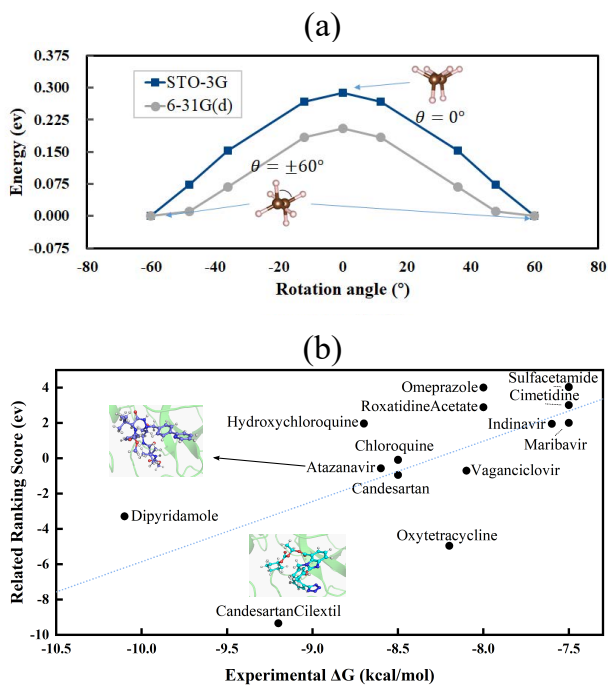 (a)
0.375
0.300
0.225
0.150
0.075
0.000
-0.075
Energy (ev)
STO-3G
6-31G(d)
θ = 0°
θ = ±60°
-80 -60 -40 -20 0 20 40 60 80
Rotation angle (°)
(b)
4
2
0
-2
-4
-6
-8
-10
Related Ranking Score (ev)
Sulfacetamide
Omeprazole
Cimetidine
RoxatidineAcetate
Hydroxychloroquine
Indinavir
Maribavir
Chloroquine
Atazanavir
Vaganciclovir
Candesartan
Dipyridamole
Oxytetracycline
CandesartanCilextil
-10.5 -10.0 -9.5 -9.0 -8.5 -8.0 -7.5
Experimental ΔG (kcal/mol)